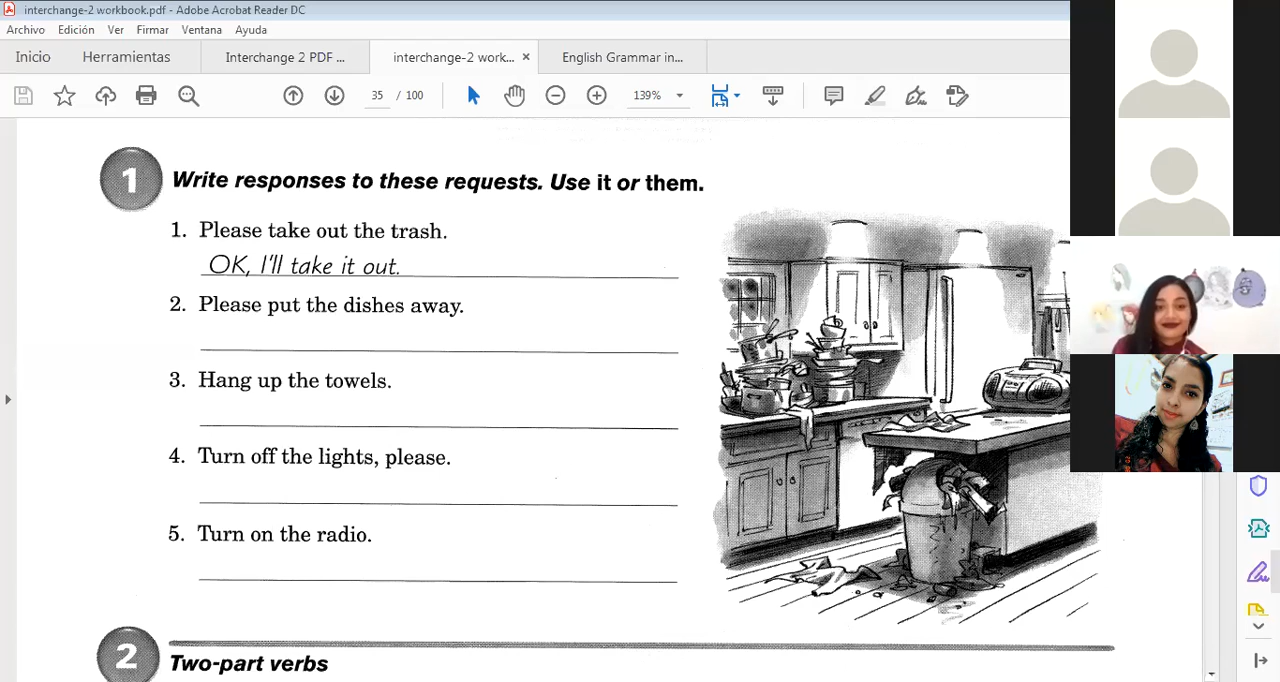 interchange-2 workbook.pdf - Adobe Acrobat Reader DC
Archivo Edición Ver Firmar Ventana Ayuda
Inicio Herramientas Interchange 2 PDF ... interchange-2 work... × English Grammar in...
35 / 100 139%
1 Write responses to these requests. Use it or them.
1. Please take out the trash.
OK, I'll take it out.
2. Please put the dishes away.
3. Hang up the towels.
4. Turn off the lights, please.
5. Turn on the radio.
2 Two-part verbs